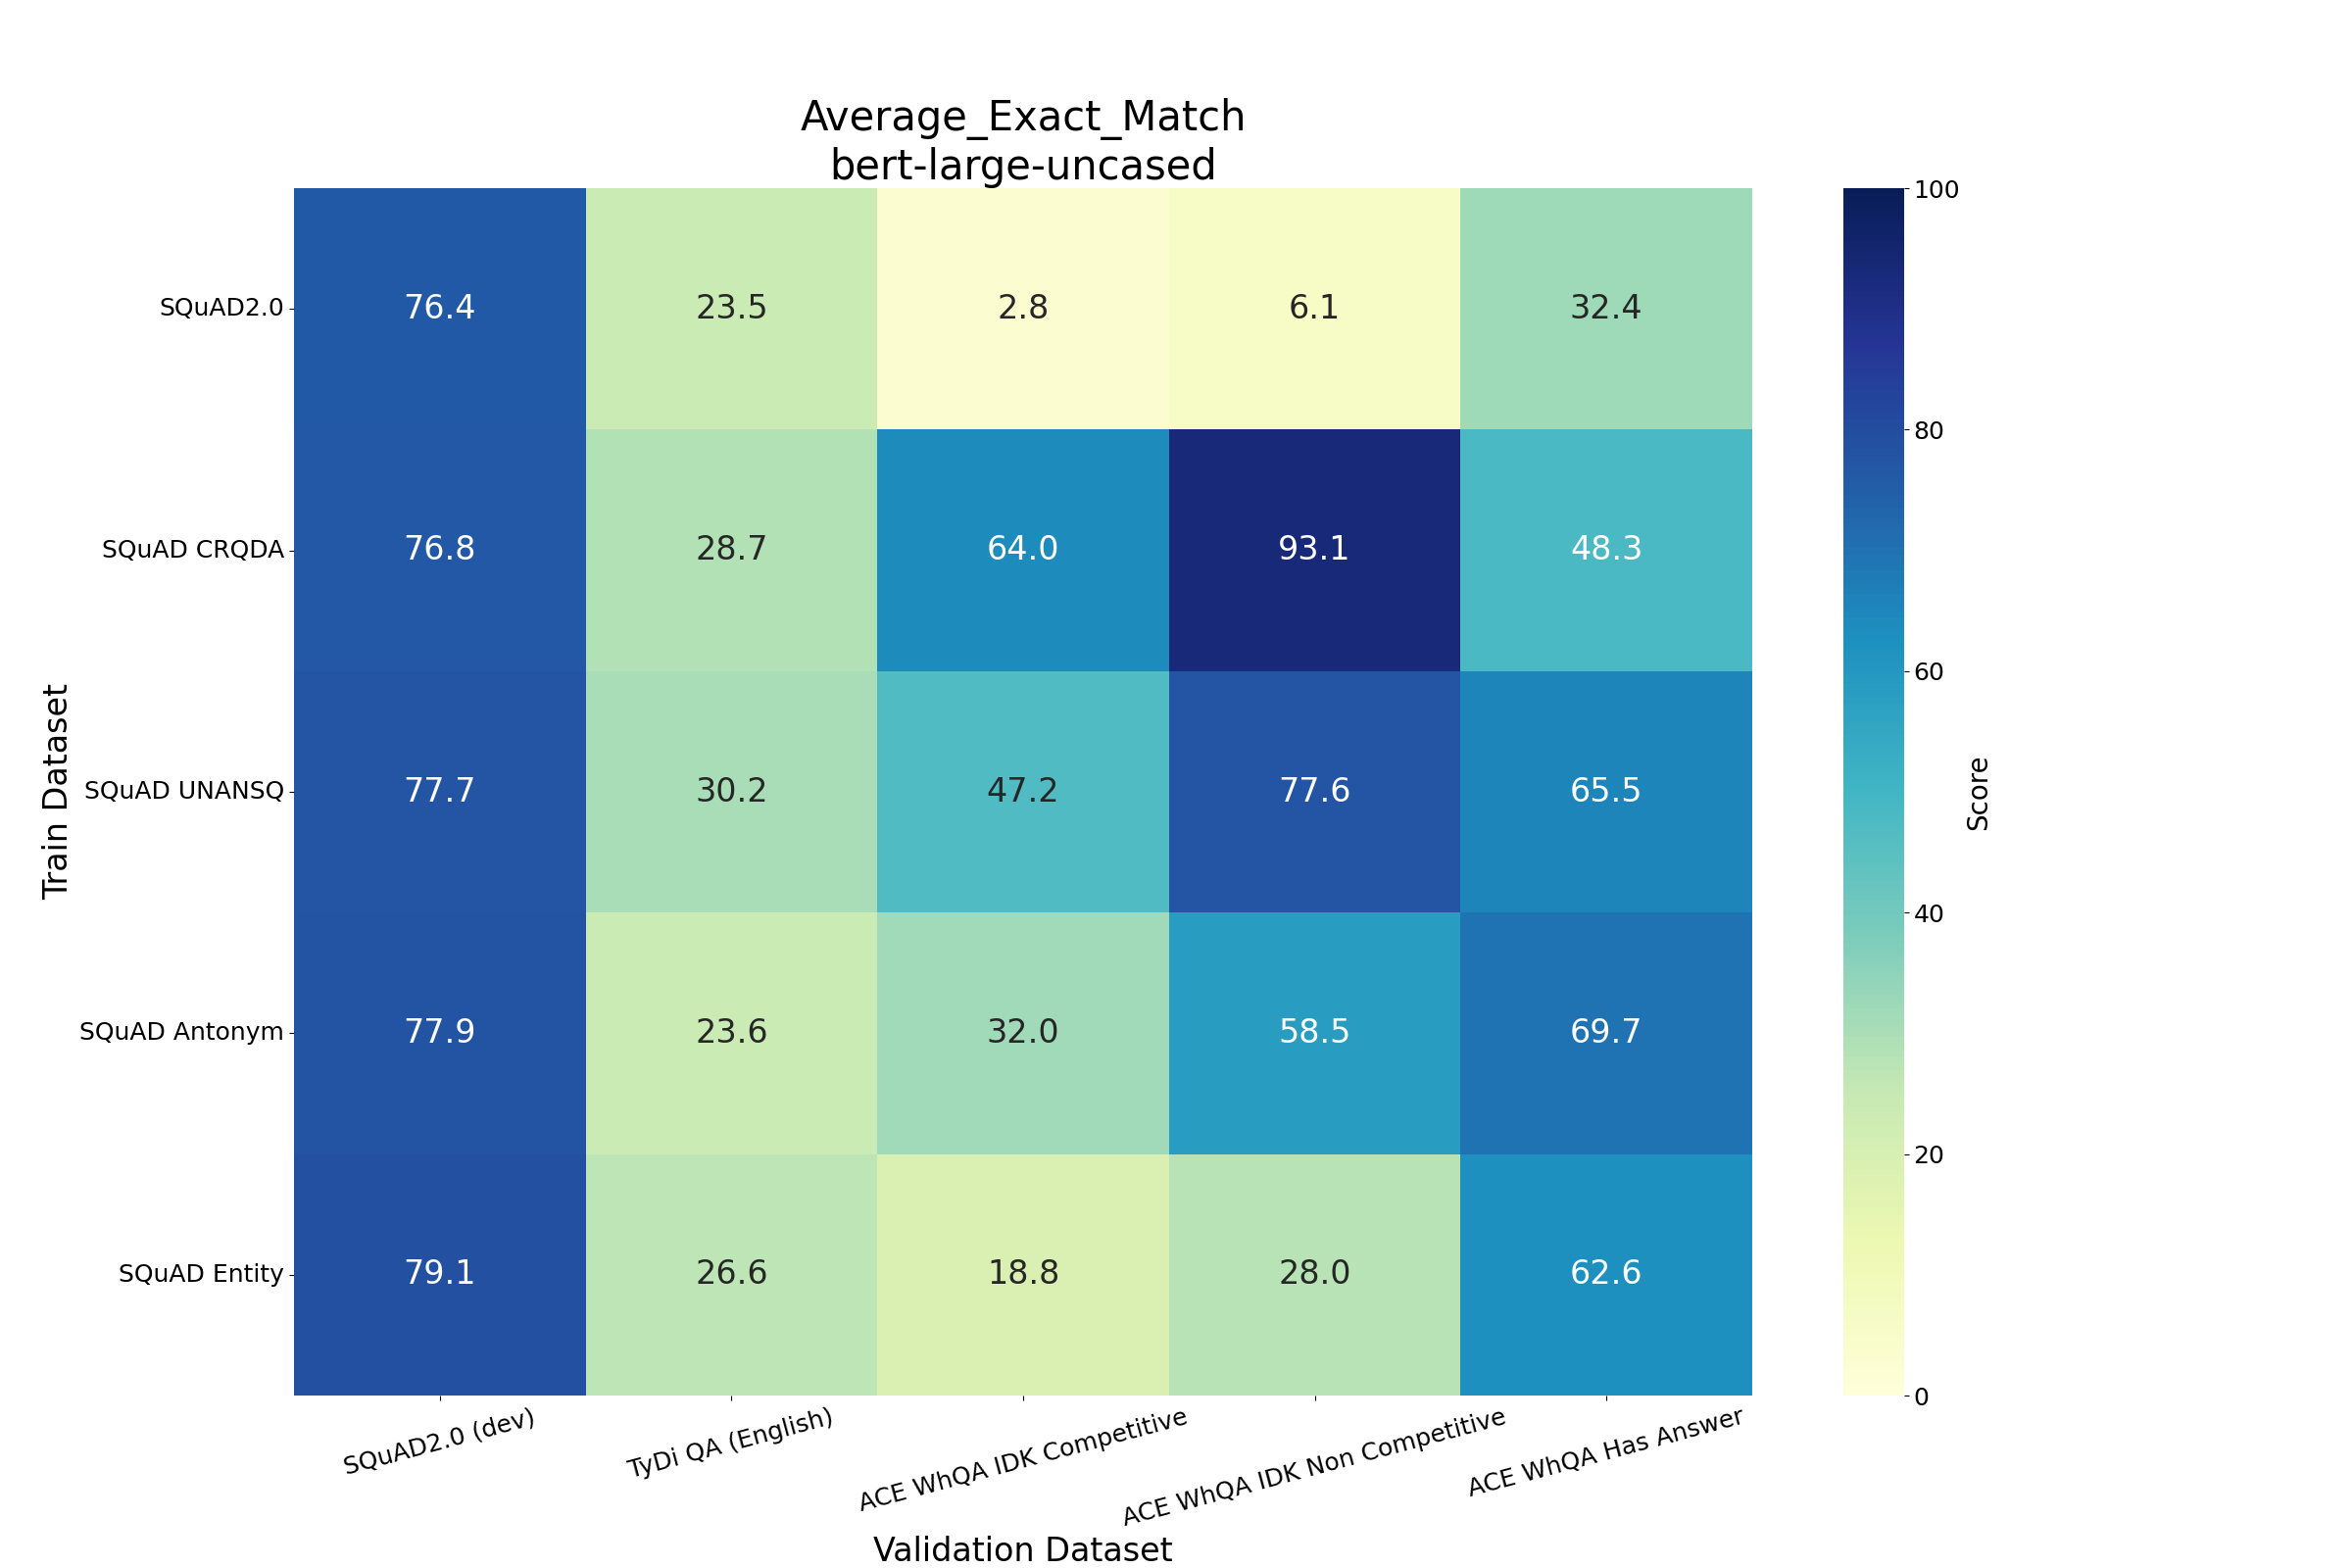 Average_Exact_Match
bert-large-uncased
Train Dataset
SQuAD2.0 76.4 23.5 2.8 6.1 32.4
SQuAD CRQDA 76.8 28.7 64.0 93.1 48.3
SQuAD UNANSQ 77.7 30.2 47.2 77.6 65.5
SQuAD Antonym 77.9 23.6 32.0 58.5 69.7
SQuAD Entity 79.1 26.6 18.8 28.0 62.6
SQuAD2.0 (dev)
TyDi QA (English)
ACE WhQA IDK Competitive
ACE WhQA IDK Non Competitive
ACE WhQA Has Answer
Validation Dataset
100
80
60
40
20
0
Score